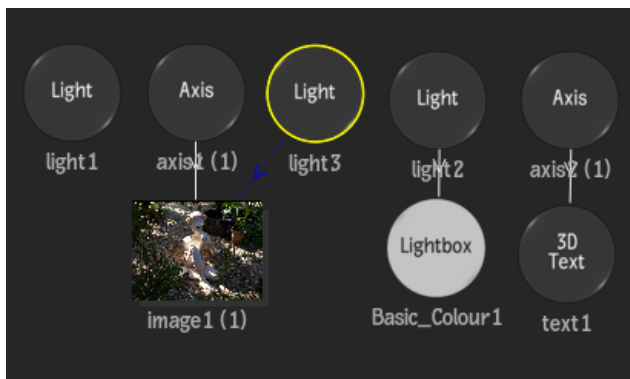 Light
Axis
Light
Light
Axis
light1
axis1 (1)
light3
light2
axis2 (1)
Lightbox
3D
Text
image1 (1)
Basic_Colour1
text1